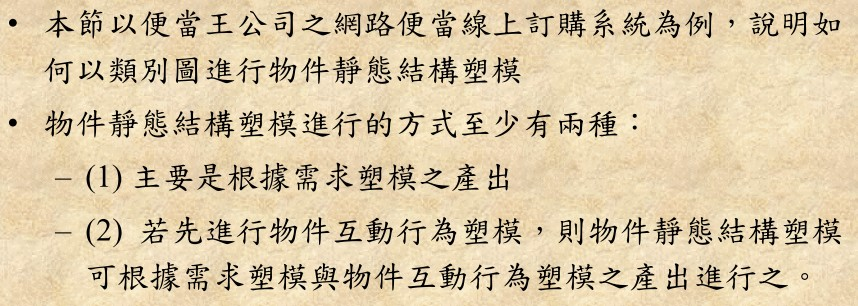 • 本節以便當王公司之網路便當線上訂購系統為例，說明如
何以類別圖進行物件靜態結構塑模
• 物件靜態結構塑模進行的方式至少有兩種：
– (1) 主要是根據需求塑模之產出
– (2) 若先進行物件互動行為塑模，則物件靜態結構塑模
可根據需求塑模與物件互動行為塑模之產出進行之。